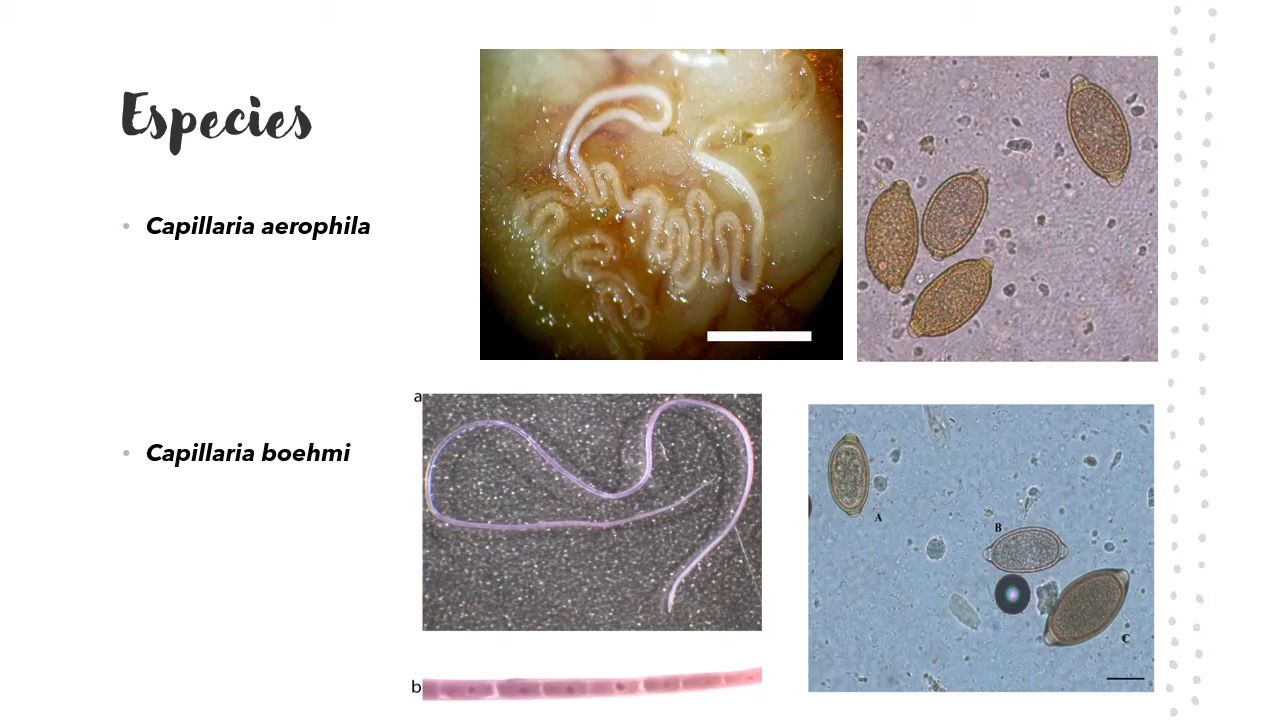 Especies
• Capillaria aerophila
a
• Capillaria boehmi
A
B
C
b